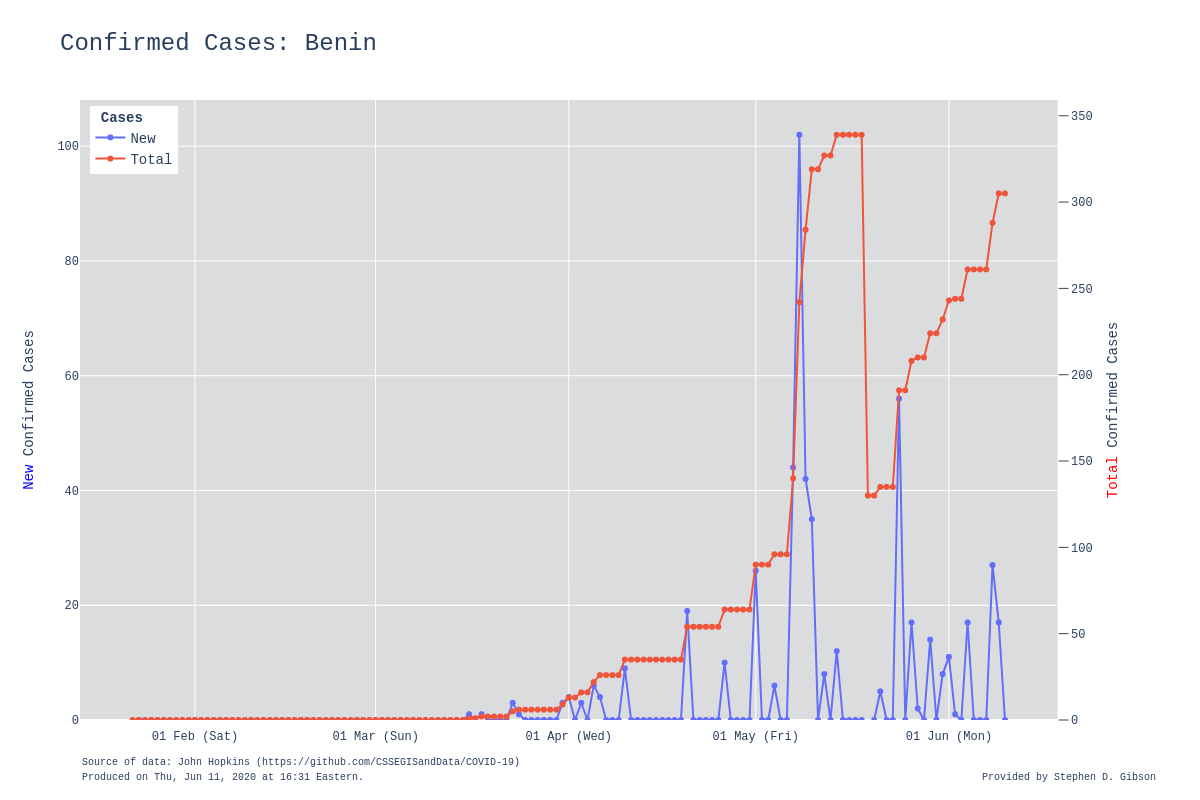 Confirmed Cases: Benin
Cases
New
Total
100
80
60
40
20
0
350
300
250
200
150
100
50
0
New Confirmed Cases
Total Confirmed Cases
01 Feb (Sat)
01 Mar (Sun)
01 Apr (Wed)
01 May (Fri)
01 Jun (Mon)
Source of data: John Hopkins (https://github.com/CSSEGISandData/COVID-19)
Produced on Thu, Jun 11, 2020 at 16:31 Eastern.
Provided by Stephen D. Gibson